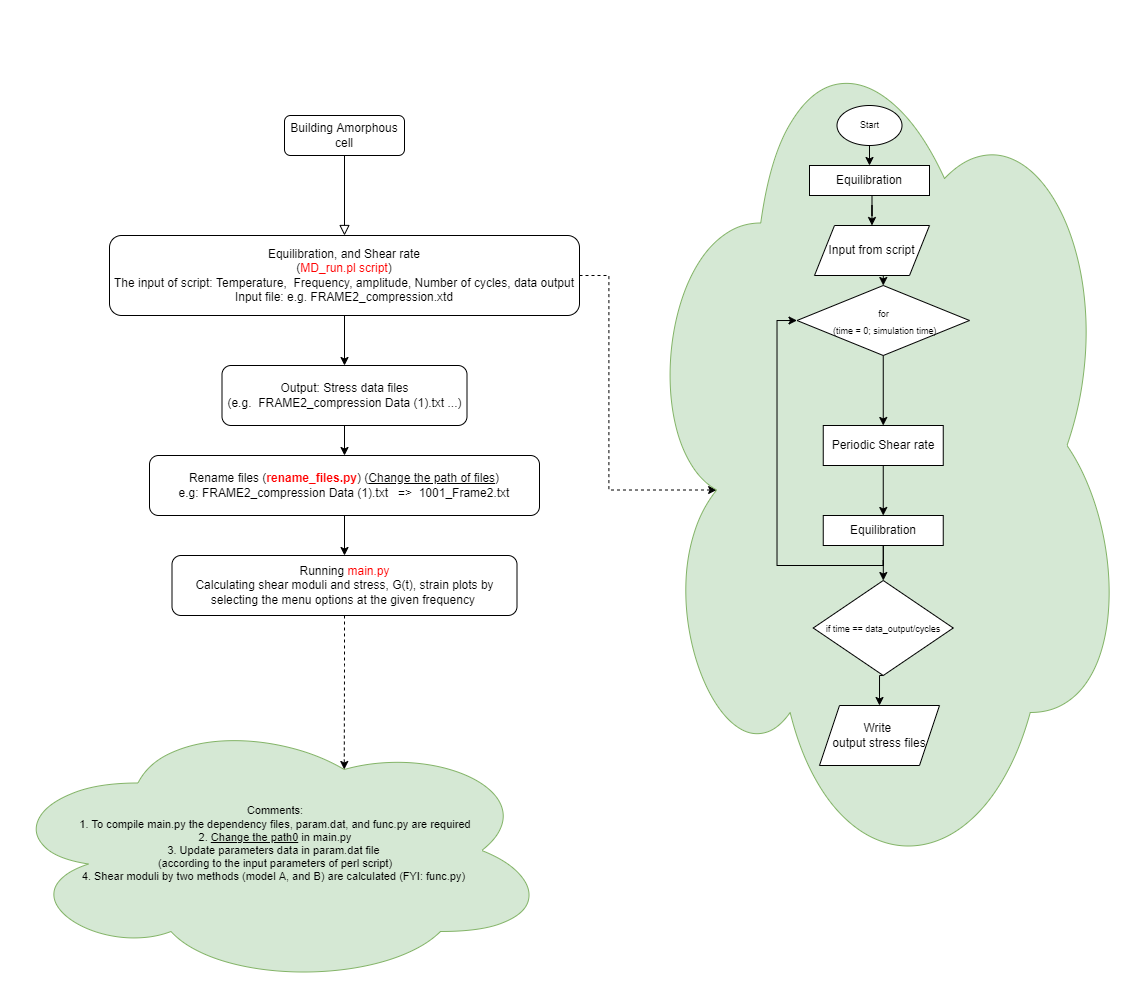 Building Amorphous
cell
Equilibration, and Shear rate
(MD_run.pl script)
The input of script: Temperature, Frequency, amplitude, Number of cycles, data output
Input file: e.g. FRAME2_compression.xtd
Output: Stress data files
(e.g. FRAME2_compression Data (1).txt ...)
Rename files (rename_files.py) (Change the path of files)
e.g: FRAME2_compression Data (1).txt => 1001_Frame2.txt
Running main.py
Calculating shear moduli and stress, G(t), strain plots by
selecting the menu options at the given frequency
Comments:
1. To compile main.py the dependency files, param.dat, and func.py are required
2. Change the path0 in main.py
3. Update parameters data in param.dat file
(according to the input parameters of perl script)
4. Shear moduli by two methods (model A, and B) are calculated (FYI: func.py)
Start
Equilibration
Input from script
for
(time = 0; simulation time)
Periodic Shear rate
Equilibration
if time == data_output/cycles
Write
output stress files